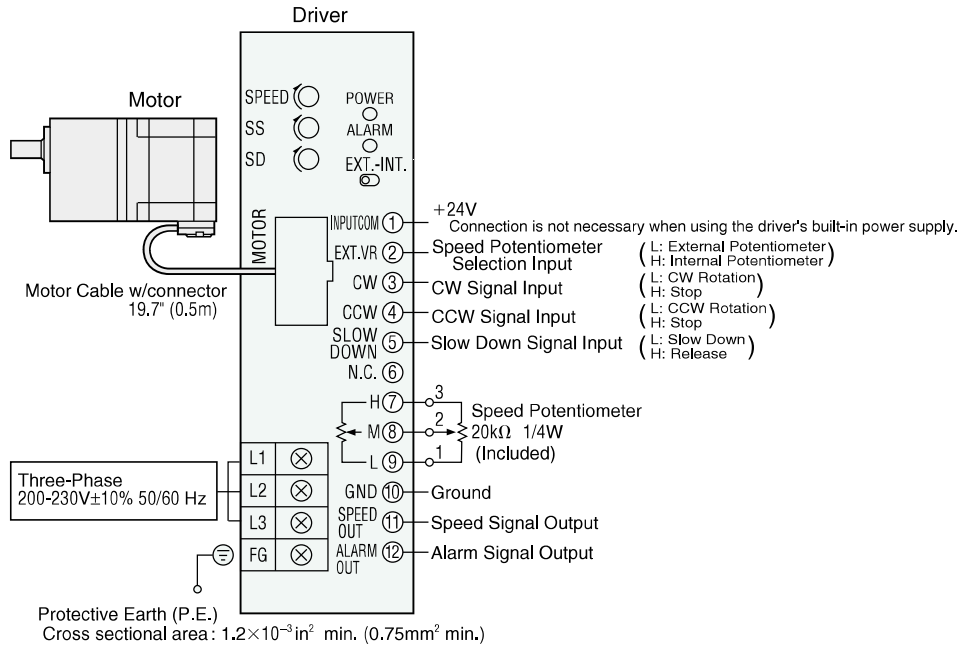 Driver
Motor
SPEED
SS
SD
POWER
ALARM
EXT.-INT.
MOTOR
Motor Cable w/connector
19.7" (0.5m)
INPUTCOM 1 +24V
Connection is not necessary when using the driver's built-in power supply.
EXT.VR 2 Speed Potentiometer
Selection Input
(L: External Potentiometer)
(H: Internal Potentiometer)
CW 3 CW Signal Input
(L: CW Rotation)
(H: Stop)
CCW 4 CCW Signal Input
(L: CCW Rotation)
(H: Stop)
SLOW
DOWN 5 Slow Down Signal Input
(L: Slow Down)
(H: Release)
N.C. 6
H 7 3
M 8 2
L 9 1
Speed Potentiometer
20kΩ 1/4W
(Included)
GND 10 Ground
SPEED
OUT 11 Speed Signal Output
ALARM
OUT 12 Alarm Signal Output
Three-Phase
200-230V±10% 50/60 Hz
L1
L2
L3
FG
Protective Earth (P.E.)
Cross sectional area : 1.2×10⁻³in² min. (0.75mm² min.)